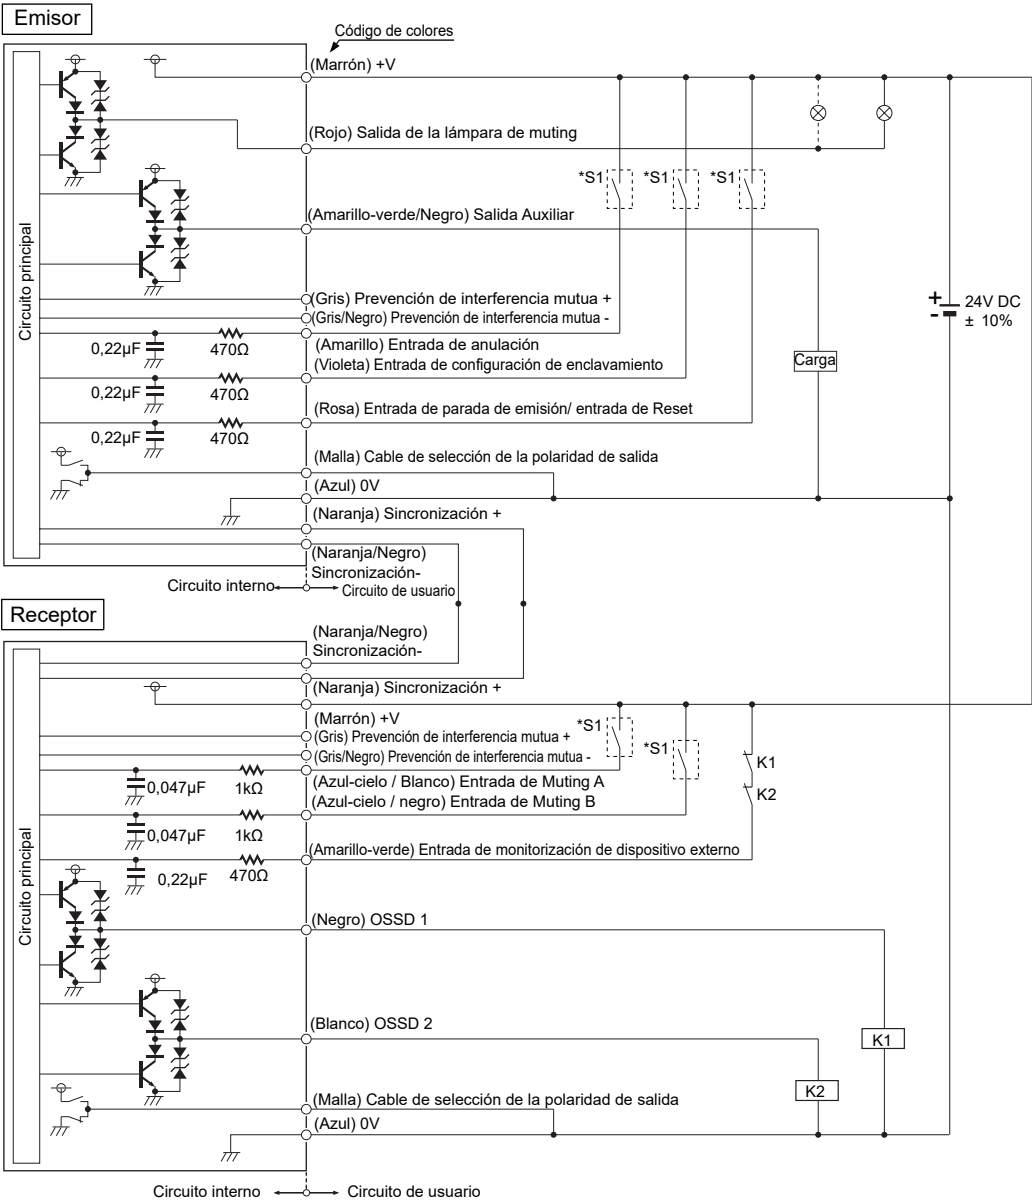 Emisor
Código de colores
(Marrón) +V
(Rojo) Salida de la lámpara de muting
*S1 *S1 *S1
(Amarillo-verde/Negro) Salida Auxiliar
Circuito principal
(Gris) Prevención de interferencia mutua +
(Gris/Negro) Prevención de interferencia mutua -
+
-
24V DC
± 10%
0,22µF 470Ω
(Amarillo) Entrada de anulación
(Violeta) Entrada de configuración de enclavamiento
Carga
0,22µF 470Ω
(Rosa) Entrada de parada de emisión/ entrada de Reset
0,22µF 470Ω
(Malla) Cable de selección de la polaridad de salida
(Azul) 0V
(Naranja) Sincronización +
(Naranja/Negro)
Sincronización-
Circuito interno Circuito de usuario
Receptor
(Naranja/Negro)
Sincronización-
(Naranja) Sincronización +
(Marrón) +V
*S1
(Gris) Prevención de interferencia mutua +
*S1
(Gris/Negro) Prevención de interferencia mutua -
K1
0,047µF 1kΩ
(Azul-cielo / Blanco) Entrada de Muting A
K2
(Azul-cielo / negro) Entrada de Muting B
0,047µF 1kΩ
(Amarillo-verde) Entrada de monitorización de dispositivo externo
0,22µF 470Ω
Circuito principal
(Negro) OSSD 1
(Blanco) OSSD 2
K1
K2
(Malla) Cable de selección de la polaridad de salida
(Azul) 0V
Circuito interno Circuito de usuario